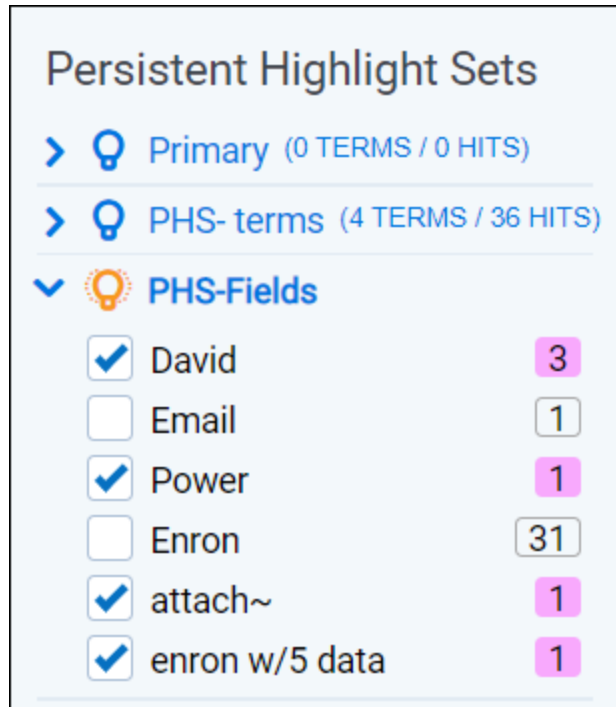 Persistent Highlight Sets
Primary (0 TERMS / 0 HITS)
PHS- terms (4 TERMS / 36 HITS)
PHS-Fields
David 3
Email 1
Power 1
Enron 31
attach~ 1
enron w/5 data 1